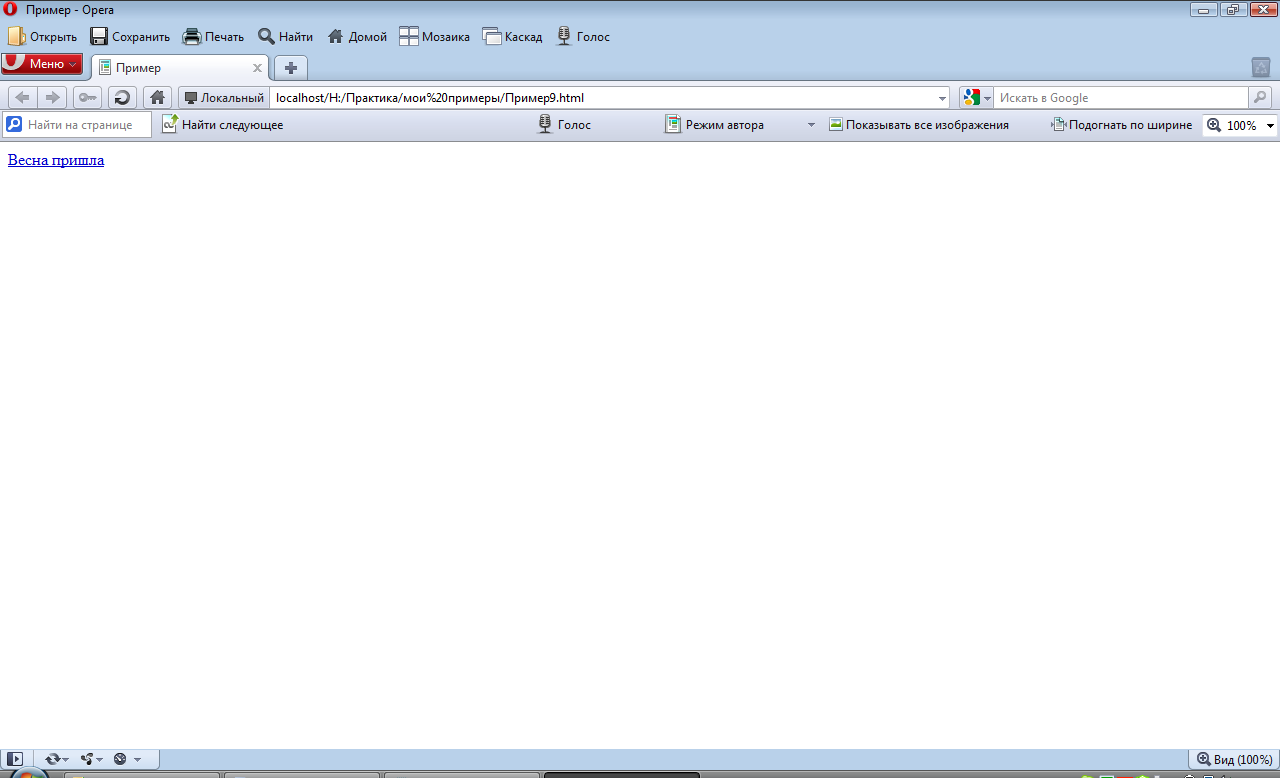 Пример - Opera
Открыть Сохранить Печать Найти Домой Мозаика Каскад Голос
Меню Пример
Локальный localhost/H:/Практика/мои%20примеры/Пример9.html Искать в Google
Найти на странице Найти следующее Голос Режим автора Показывать все изображения Подогнать по ширине 100%
Весна пришла
Вид (100%)